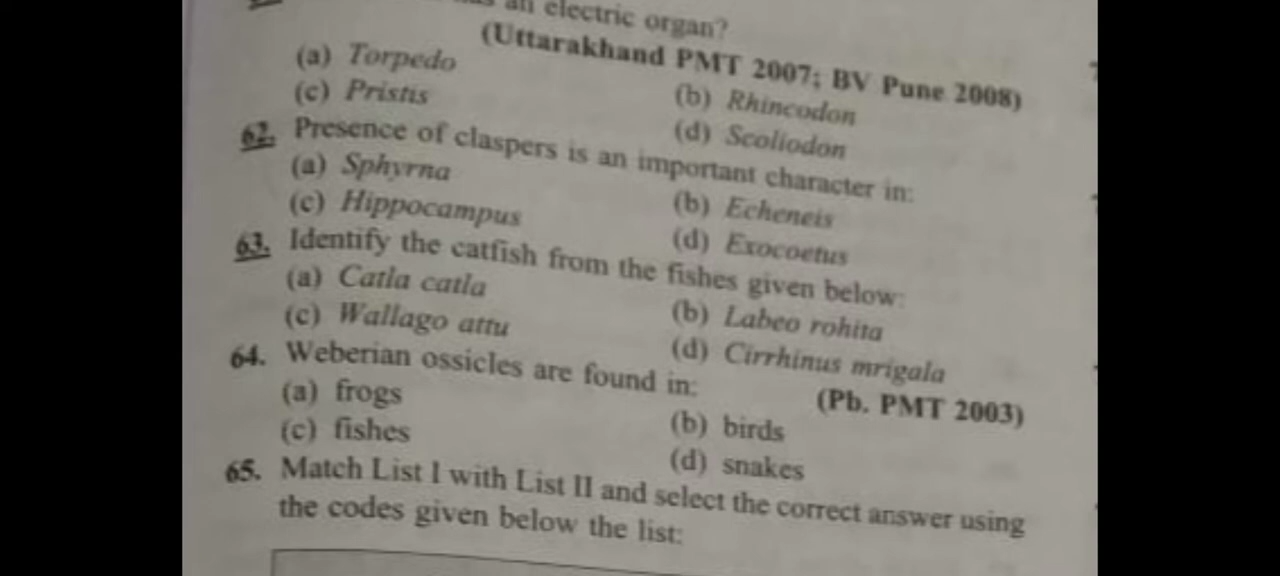 an electric organ?
(Uttarakhand PMT 2007; BV Pune 2008)
(a) Torpedo (b) Rhincodon
(c) Pristis (d) Scoliodon
62. Presence of claspers is an important character in:
(a) Sphyrna (b) Echeneis
(c) Hippocampus (d) Exocoetus
63. Identify the catfish from the fishes given below:
(a) Catla catla (b) Labeo rohita
(c) Wallago attu (d) Cirrhinus mrigala
64. Weberian ossicles are found in: (Pb. PMT 2003)
(a) frogs (b) birds
(c) fishes (d) snakes
65. Match List I with List II and select the correct answer using
the codes given below the list: